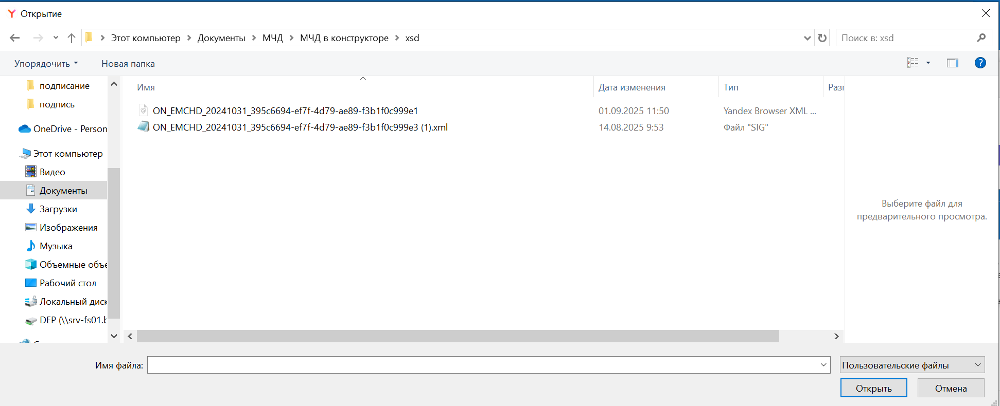 Открытие
Этот компьютер Документы МЧД МЧД в конструкторе xsd
Поиск в: xsd
Упорядочить Новая папка
подписание
подпись
OneDrive - Person
Этот компьютер
Видео
Документы
Загрузки
Изображения
Музыка
Объемные объе
Рабочий стол
Локальный диск
DEP (\\srv-fs01.b
Имя Дата изменения Тип Разм
ON_EMCHD_20241031_395c6694-ef7f-4d79-ae89-f3b1f0c999e1 01.09.2025 11:50 Yandex Browser XML ...
ON_EMCHD_20241031_395c6694-ef7f-4d79-ae89-f3b1f0c999e3 (1).xml 14.08.2025 9:53 Файл "SIG"
Выберите файл для
предварительного просмотра.
Имя файла:
Пользовательские файлы
Открыть Отмена